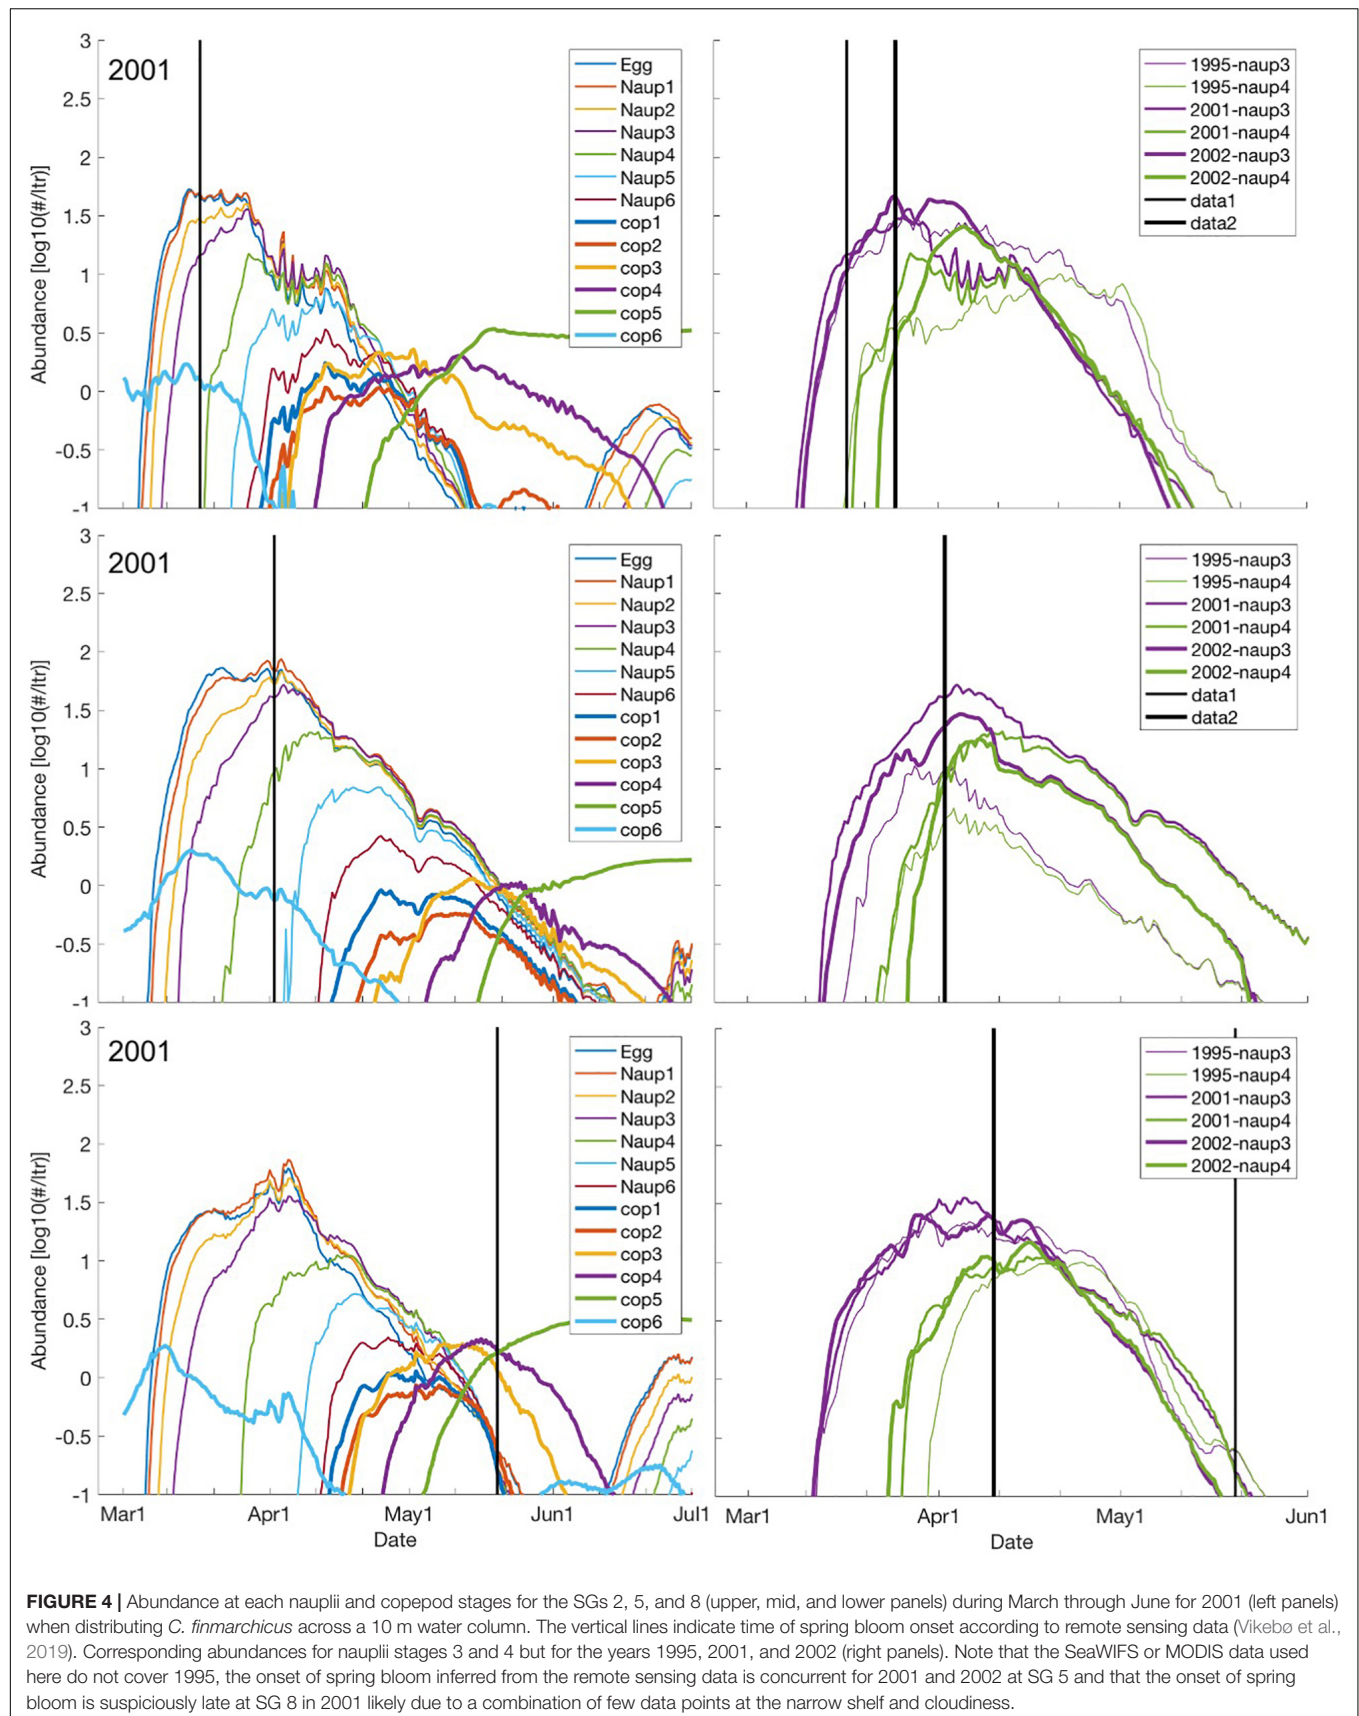 2001
Abundance [log10(#/ltr)]
3
2.5
2
1.5
1
0.5
0
-0.5
-1
Egg
Naup1
Naup2
Naup3
Naup4
Naup5
Naup6
cop1
cop2
cop3
cop4
cop5
cop6
1995-naup3
1995-naup4
2001-naup3
2001-naup4
2002-naup3
2002-naup4
data1
data2
2001
Abundance [log10(#/ltr)]
3
2.5
2
1.5
1
0.5
0
-0.5
-1
Egg
Naup1
Naup2
Naup3
Naup4
Naup5
Naup6
cop1
cop2
cop3
cop4
cop5
cop6
1995-naup3
1995-naup4
2001-naup3
2001-naup4
2002-naup3
2002-naup4
data1
data2
2001
Abundance [log10(#/ltr)]
3
2.5
2
1.5
1
0.5
0
-0.5
-1
Egg
Naup1
Naup2
Naup3
Naup4
Naup5
Naup6
cop1
cop2
cop3
cop4
cop5
cop6
Mar1 Apr1 May1 Jun1 Jul1
Date
1995-naup3
1995-naup4
2001-naup3
2001-naup4
2002-naup3
2002-naup4
Mar1 Apr1 May1 Jun1
Date
FIGURE 4 | Abundance at each nauplii and copepod stages for the SGs 2, 5, and 8 (upper, mid, and lower panels) during March through June for 2001 (left panels)
when distributing C. finmarchicus across a 10 m water column. The vertical lines indicate time of spring bloom onset according to remote sensing data (Vikebø et al.,
2019). Corresponding abundances for nauplii stages 3 and 4 but for the years 1995, 2001, and 2002 (right panels). Note that the SeaWIFS or MODIS data used
here do not cover 1995, the onset of spring bloom inferred from the remote sensing data is concurrent for 2001 and 2002 at SG 5 and that the onset of spring
bloom is suspiciously late at SG 8 in 2001 likely due to a combination of few data points at the narrow shelf and cloudiness.